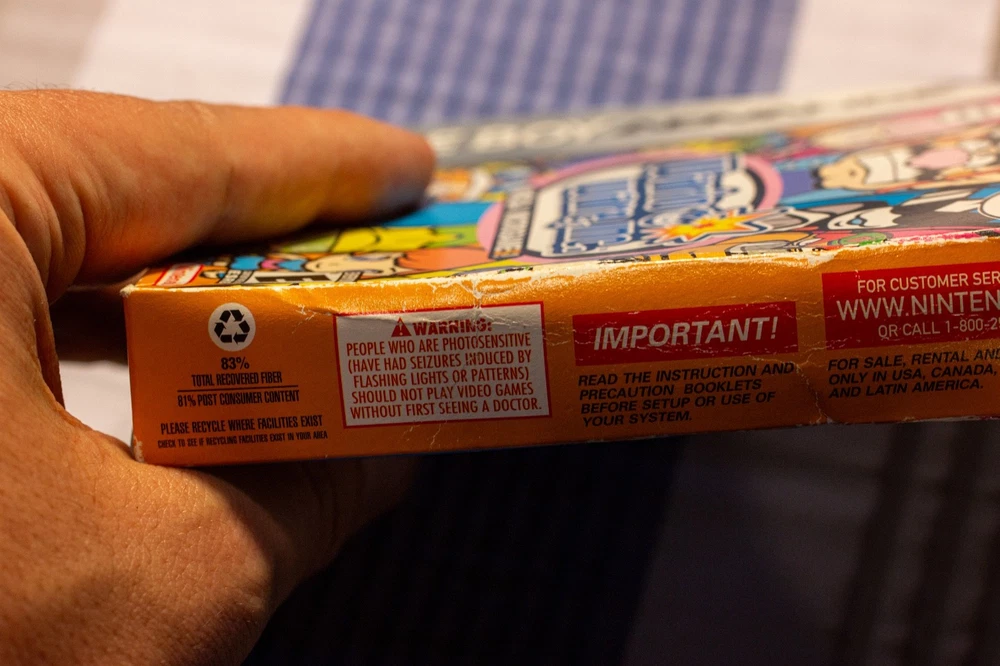 BOY
83%
TOTAL RECOVERED FIBER
81% POST CONSUMER CONTENT
PLEASE RECYCLE WHERE FACILITIES EXIST
CHECK TO SEE IF RECYCLING FACILITIES EXIST IN YOUR AREA
WARNING:
PEOPLE WHO ARE PHOTOSENSITIVE
(HAVE HAD SEIZURES INDUCED BY
FLASHING LIGHTS OR PATTERNS)
SHOULD NOT PLAY VIDEO GAMES
WITHOUT FIRST SEEING A DOCTOR.
IMPORTANT!
READ THE INSTRUCTION AND
PRECAUTION BOOKLETS
BEFORE SETUP OR USE OF
YOUR SYSTEM.
FOR CUSTOMER SER
WWW.NINTEN
OR CALL 1-800-2
FOR SALE, RENTAL AND
ONLY IN USA, CANADA,
AND LATIN AMERICA.